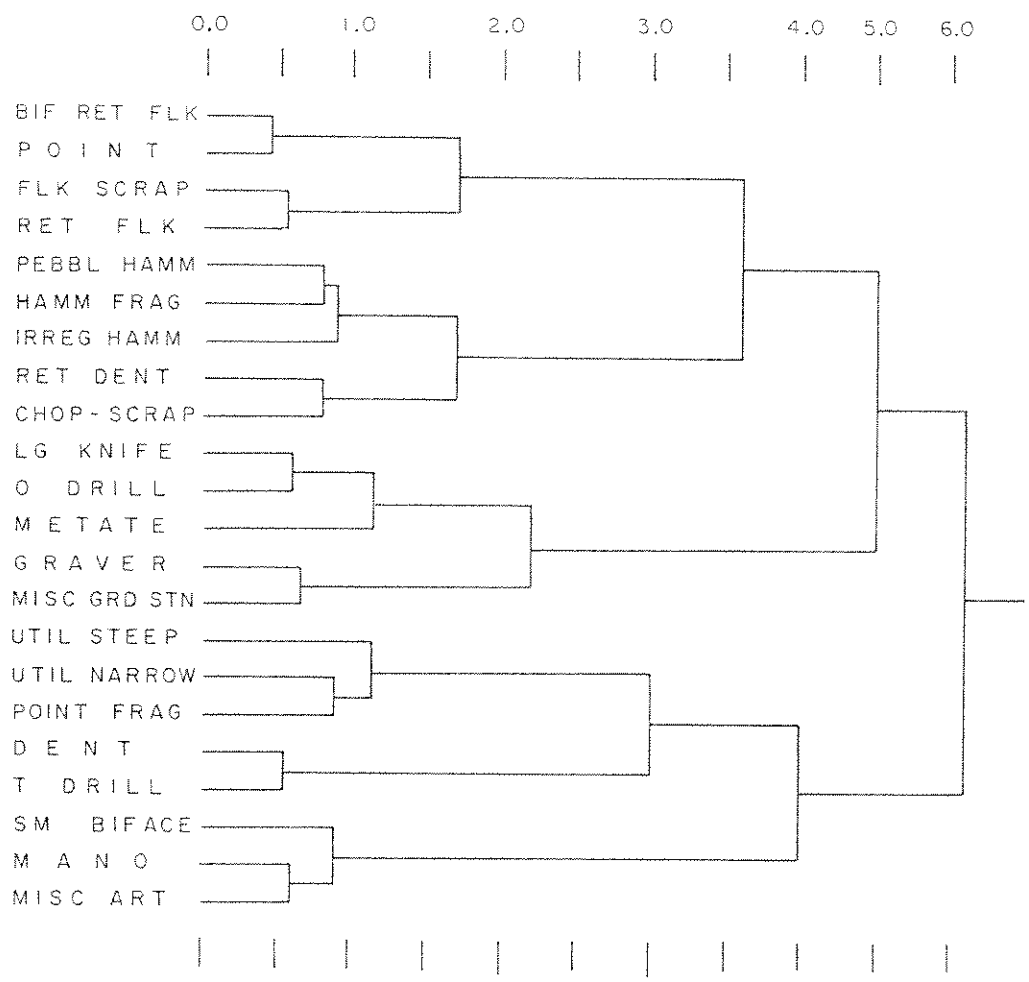 0.0 1.0 2.0 3.0 4.0 5.0 6.0
BIF RET FLK
POINT
FLK SCRAP
RET FLK
PEBBL HAMM
HAMM FRAG
IRREG HAMM
RET DENT
CHOP-SCRAP
LG KNIFE
O DRILL
METATE
GRAVER
MISC GRD STN
UTIL STEEP
UTIL NARROW
POINT FRAG
DENT
T DRILL
SM BIFACE
MANO
MISC ART